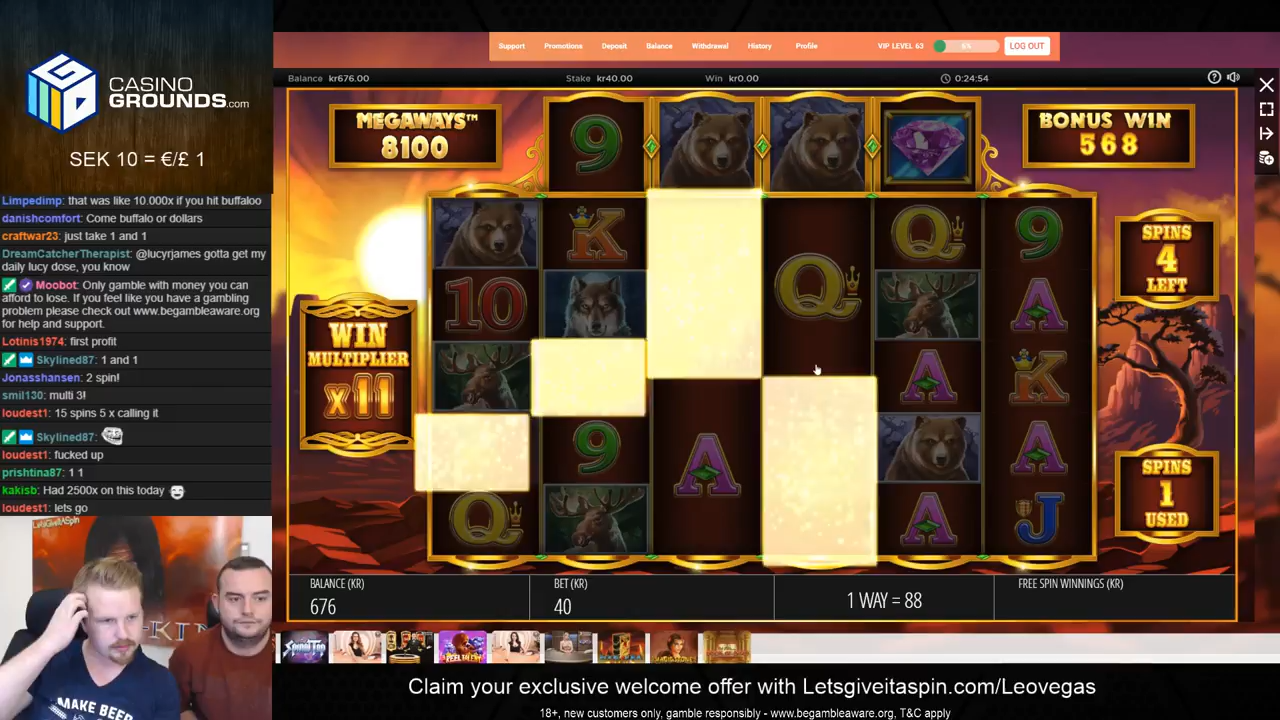 CASINO
GROUNDS.com
SEK 10 = €/£ 1
Limpedimp: that was like 10.000x if you hit buffaloo
danishcomfort: Come buffalo or dollars
craftwar23: just take 1 and 1
DreamCatcherTherapist: @lucyrjames gotta get my
daily lucy dose, you know
Moobot: Only gamble with money you can
afford to lose. If you feel like you have a gambling
problem please check out www.begambleaware.org
for help and support.
Lotinis1974: first profit
Skylined87: 1 and 1
Jonasshansen: 2 spin!
smil130: multi 3!
loudest1: 15 spins 5 x calling it
Skylined87:
loudest1: fucked up
prishtina87: 1 1
kakisb: Had 2500x on this today
loudest1: lets go
LetsGiveItASpin
MAKE BEER
Support Promotions Deposit Balance Withdrawal History Profile VIP LEVEL 63 6% LOG OUT
Balance kr676.00 Stake kr40.00 Win kr0.00 0:24:54
MEGAWAYS™
8100
BONUS WIN
568
9
K Q 9
10 Q A
A K
9 A A
Q A J
WIN
MULTIPLIER
x11
SPINS
4
LEFT
SPINS
1
USED
BALANCE (KR) BET (KR) FREE SPIN WINNINGS (KR)
676 40 1 WAY = 88
Claim your exclusive welcome offer with Letsgiveitaspin.com/Leovegas
18+, new customers only, gamble responsibly - www.begambleaware.org, T&C apply